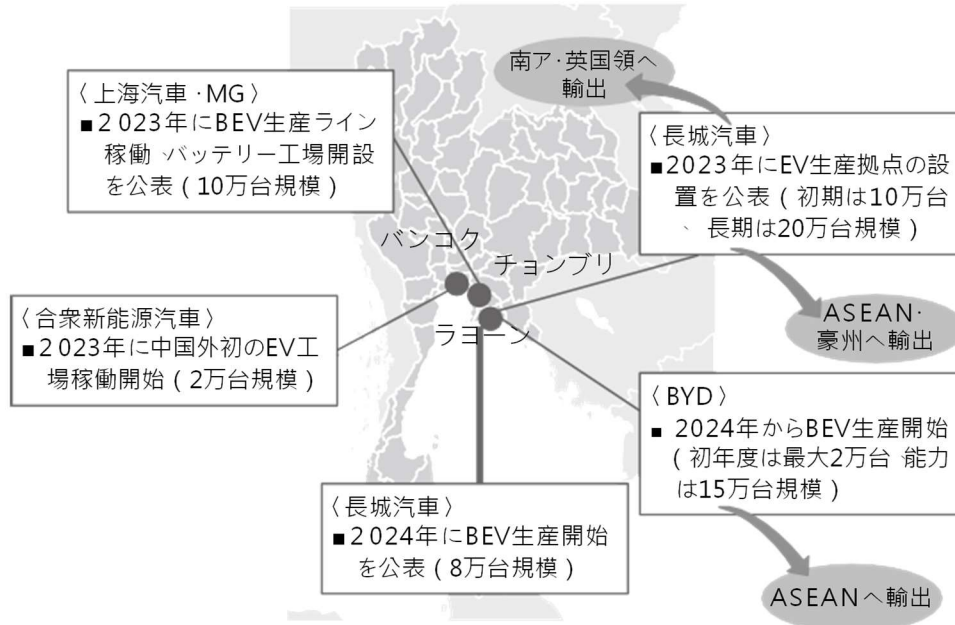 南ア・英国領へ
輸出
〈上海汽車・MG〉
■2023年にBEV生産ライン
稼働、バッテリー工場開設
を公表（10万台規模）
〈長城汽車〉
■2023年にEV生産拠点の設
置を公表（初期は10万台
、長期は20万台規模）
バンコク
チョンブリ
ラヨーン
ASEAN・
豪州へ輸出
〈合衆新能源汽車〉
■2023年に中国外初のEV工
場稼働開始（2万台規模）
〈BYD〉
■ 2024年からBEV生産開始
（初年度は最大2万台、能力
は15万台規模）
〈長城汽車〉
■2024年にBEV生産開始
を公表（8万台規模）
ASEANへ輸出